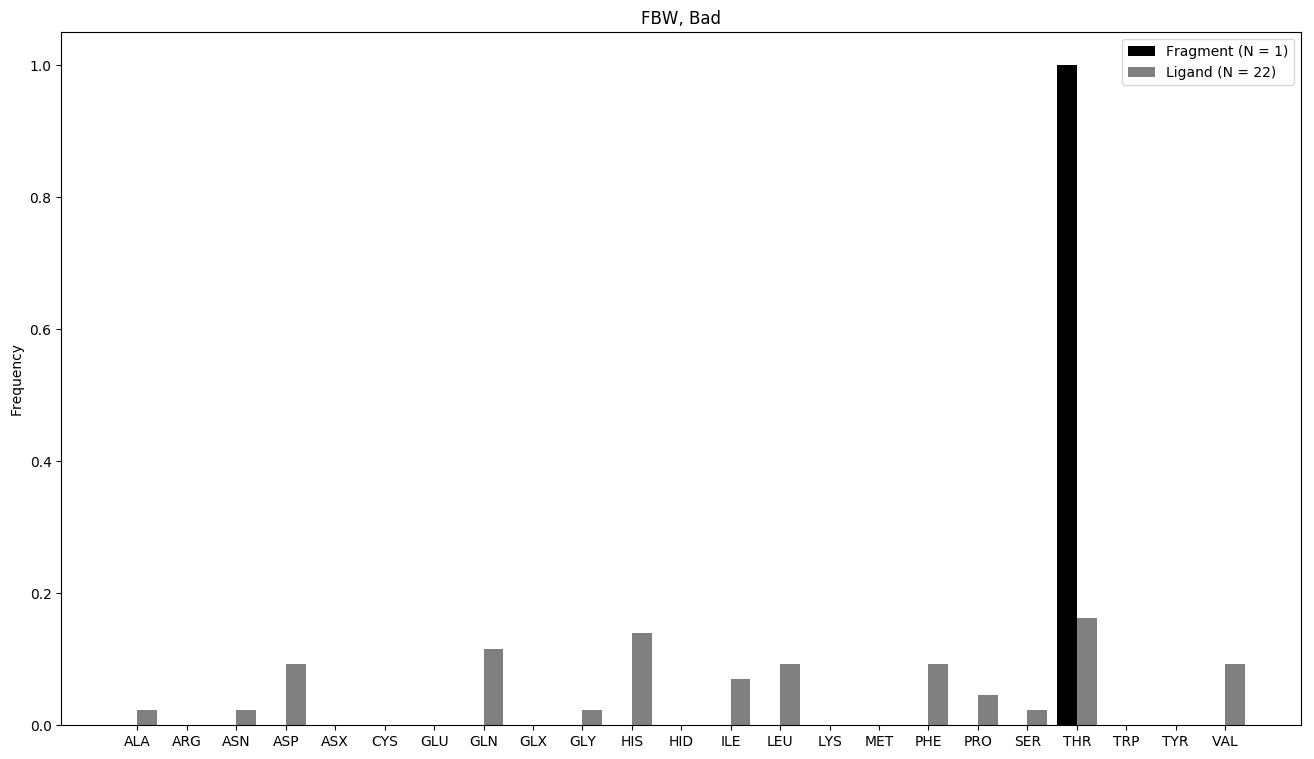 FBW, Bad
Fragment (N = 1)
Ligand (N = 22)
1.0
0.8
0.6
0.4
0.2
0.0
Frequency
ALA ARG ASN ASP ASX CYS GLU GLN GLX GLY HIS HID ILE LEU LYS MET PHE PRO SER THR TRP TYR VAL